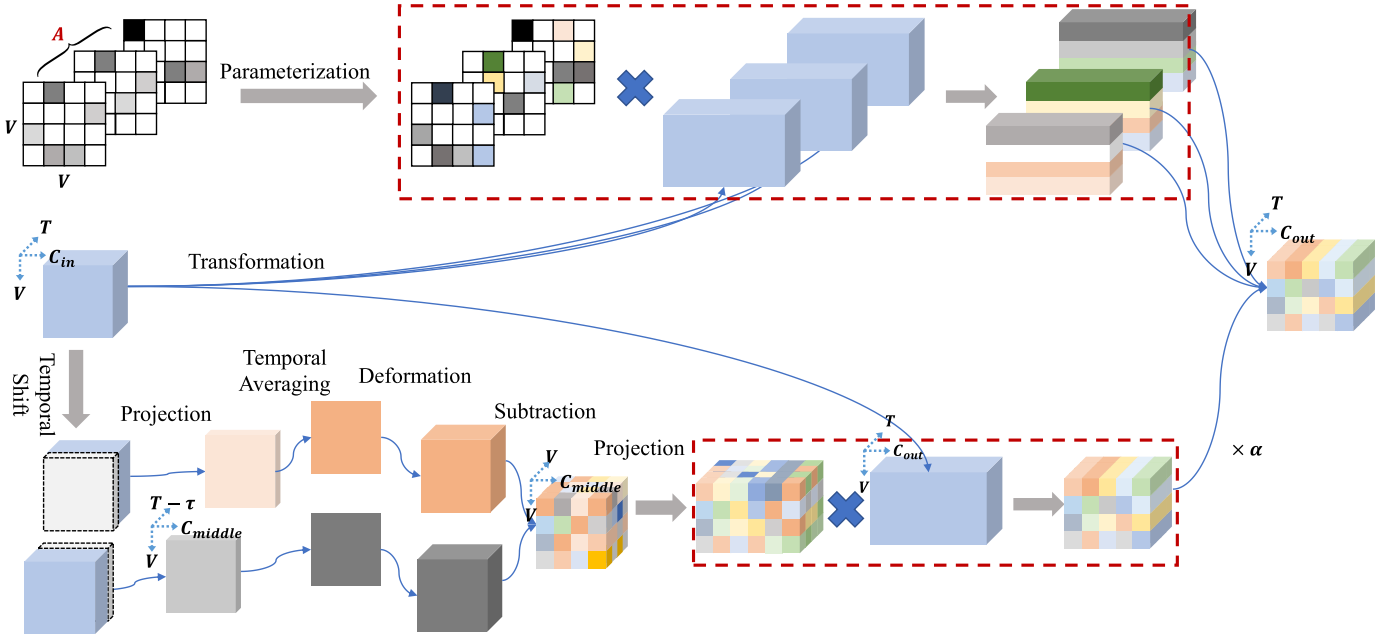 A
Parameterization
V
V
T
C_in
V
Transformation
T
C_out
V
Temporal
Shift
Projection
Temporal
Averaging
Deformation
Subtraction
Projection
V
C_middle
V
T
C_out
V
× α
T − τ
C_middle
V